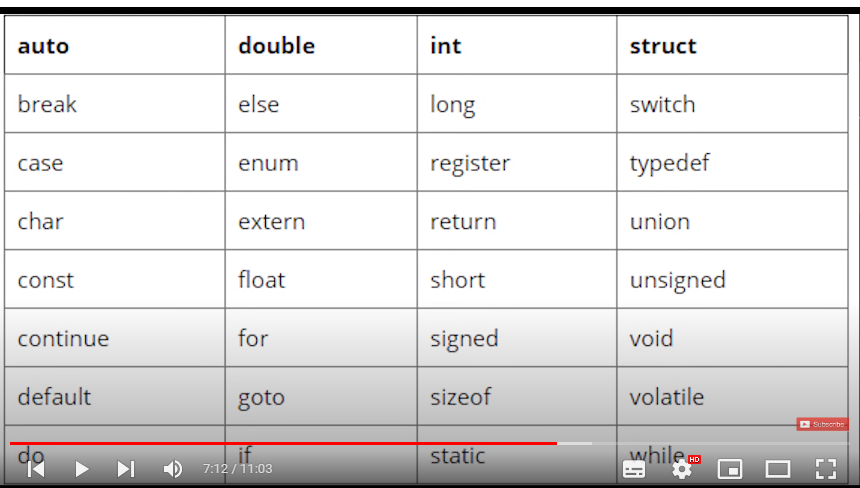 auto double int struct
break else long switch
case enum register typedef
char extern return union
const float short unsigned
continue for signed void
default goto sizeof volatile
Subscribe
do if static while
7:12 / 11:03
HD